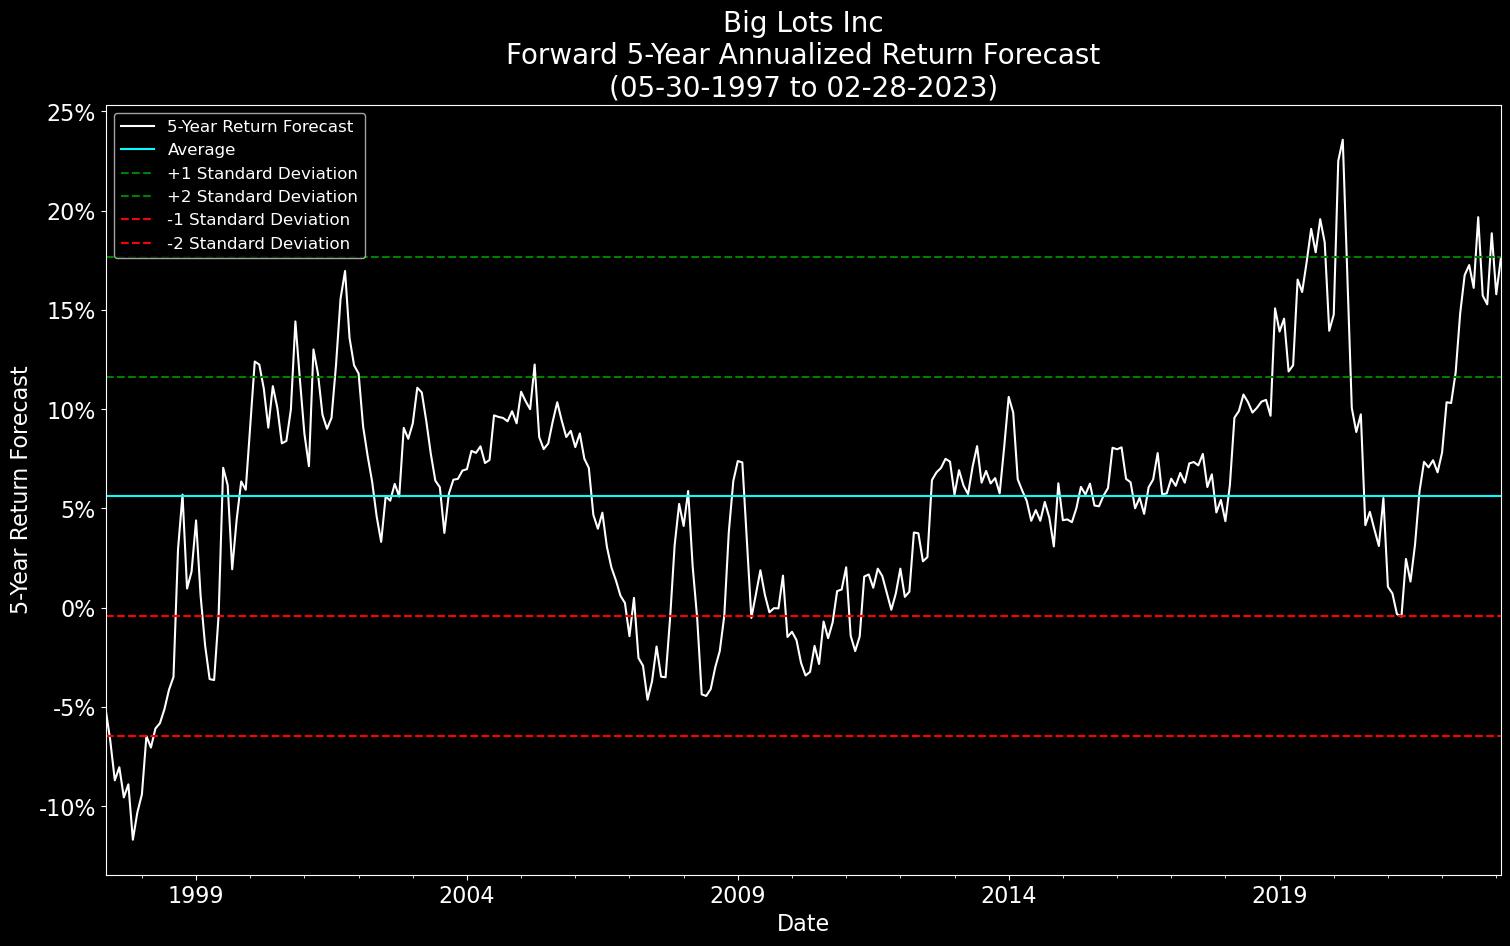 Big Lots Inc
Forward 5-Year Annualized Return Forecast
(05-30-1997 to 02-28-2023)
5-Year Return Forecast
Average
+1 Standard Deviation
+2 Standard Deviation
-1 Standard Deviation
-2 Standard Deviation
25%
20%
15%
10%
5%
0%
-5%
-10%
5-Year Return Forecast
1999
2004
2009
2014
2019
Date